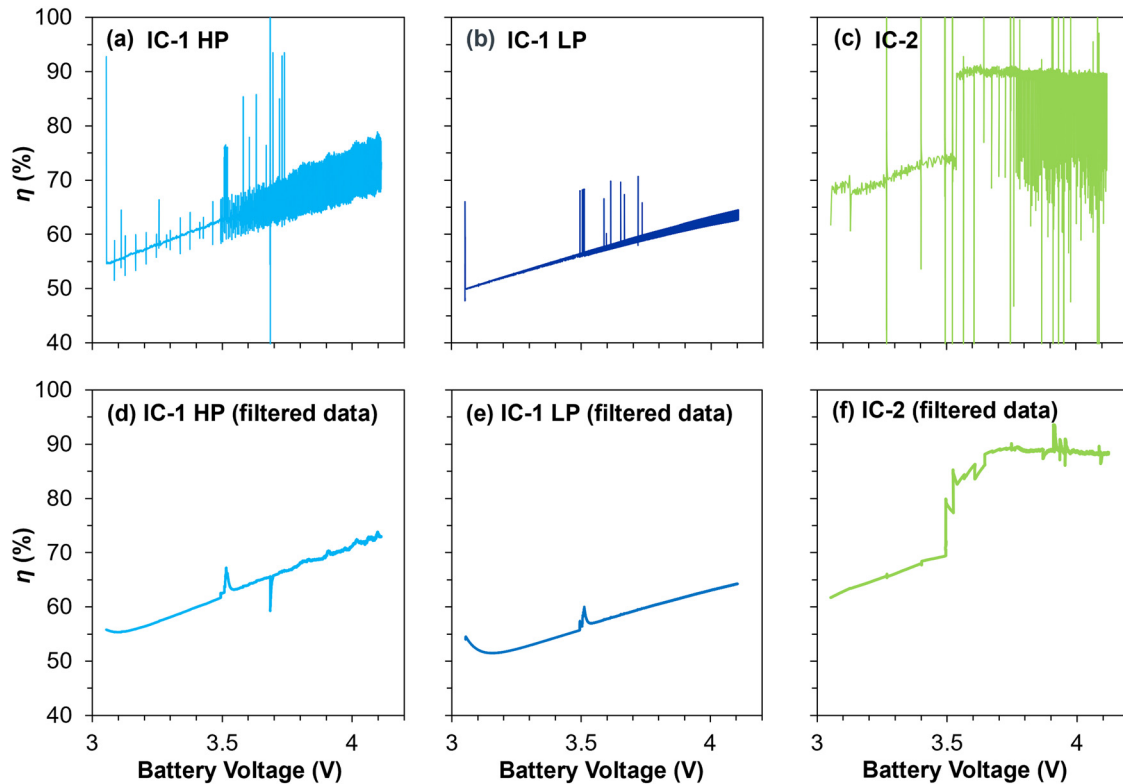 (a) IC-1 HP
(b) IC-1 LP
(c) IC-2
η (%)
100
90
80
70
60
50
40
(d) IC-1 HP (filtered data)
(e) IC-1 LP (filtered data)
(f) IC-2 (filtered data)
η (%)
100
90
80
70
60
50
40
3 3.5 4
3 3.5 4
3 3.5 4
Battery Voltage (V)
Battery Voltage (V)
Battery Voltage (V)